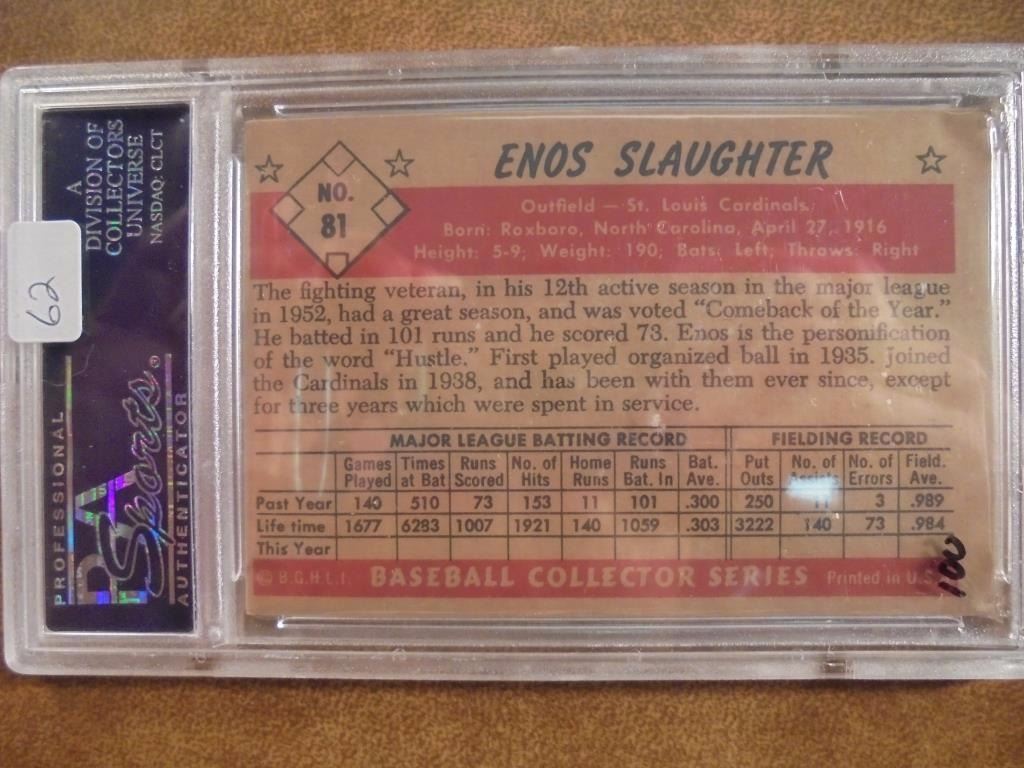 A
DIVISION OF
COLLECTORS
UNIVERSE
NASDAQ: CLCT
62
PROFESSIONAL
PSA
Sports®
AUTHENTICATOR
NO.
81
ENOS SLAUGHTER
Outfield — St. Louis Cardinals.
Born: Roxboro, North Carolina, April 27, 1916
Height: 5-9; Weight: 190; Bats: Left; Throws: Right
The fighting veteran, in his 12th active season in the major league
in 1952, had a great season, and was voted "Comeback of the Year."
He batted in 101 runs and he scored 73. Enos is the personification
of the word "Hustle." First played organized ball in 1935. Joined
the Cardinals in 1938, and has been with them ever since, except
for three years which were spent in service.
MAJOR LEAGUE BATTING RECORD FIELDING RECORD
Games Times Runs No. of Home Runs Bat. Put No. of No. of Field.
Played at Bat Scored Hits Runs Bat. In Ave. Outs Assists Errors Ave.
Past Year 140 510 73 153 11 101 .300 250 11 3 .989
Life time 1677 6283 1007 1921 140 1059 .303 3222 140 73 .984
This Year
© B.G.H.L.I. BASEBALL COLLECTOR SERIES Printed in U.S.
100